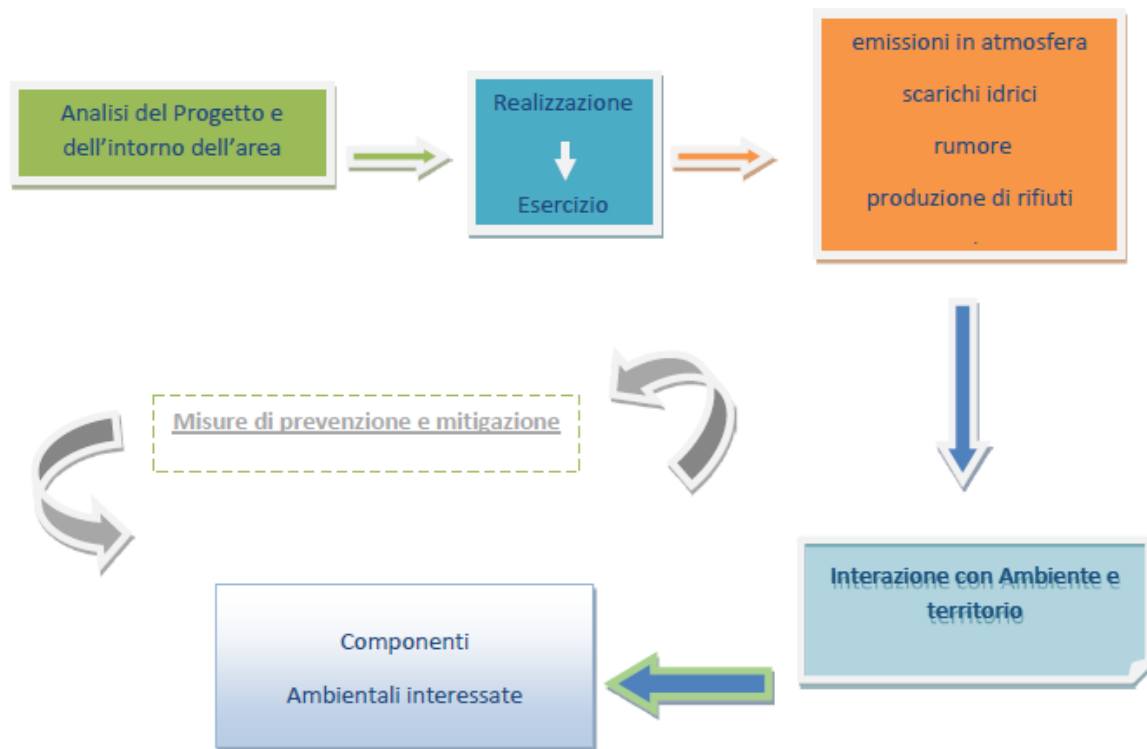 Analisi del Progetto e
dell'intorno dell'area
Realizzazione
Esercizio
emissioni in atmosfera
scarichi idrici
rumore
produzione di rifiuti
.
Misure di prevenzione e mitigazione
Interazione con Ambiente e
territorio
Componenti
Ambientali interessate